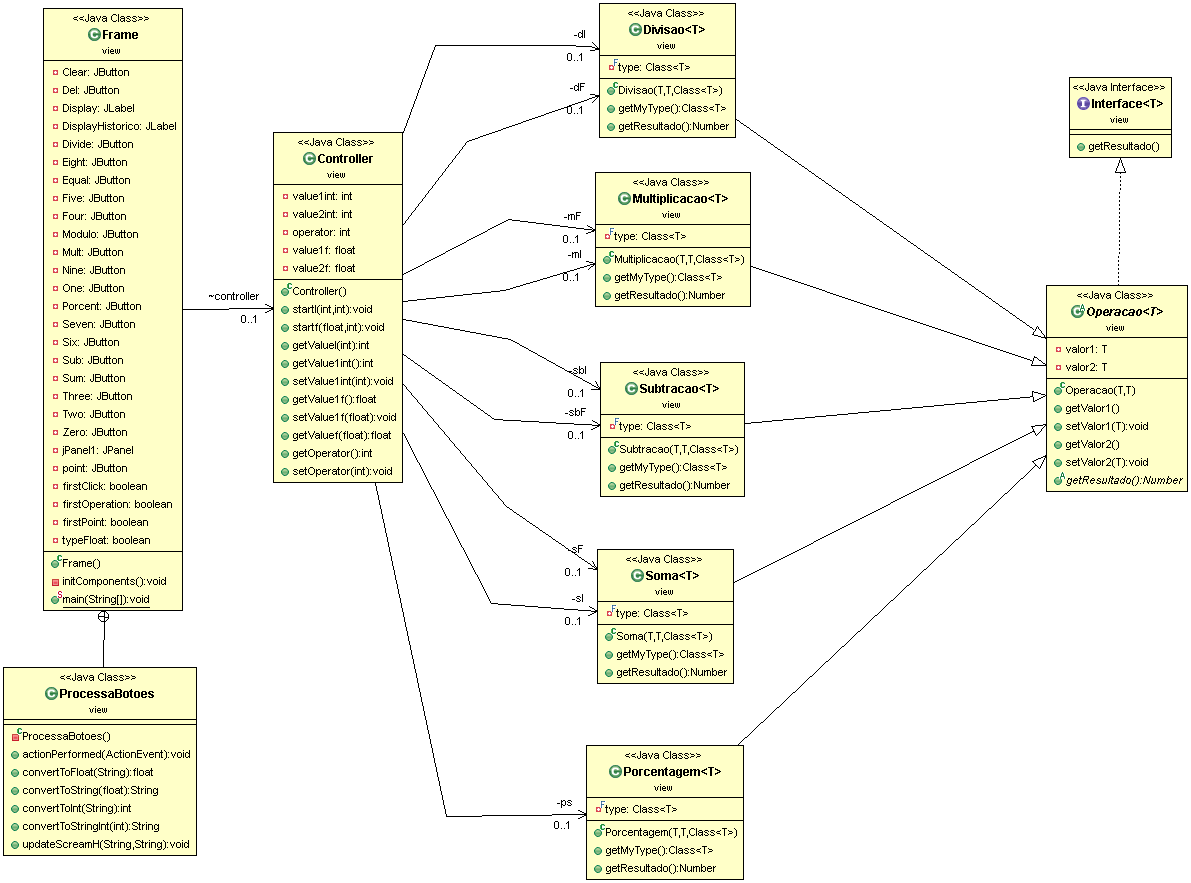 <<Java Class>>
Frame
view
Clear: JButton
Del: JButton
Display: JLabel
DisplayHistorico: JLabel
Divide: JButton
Eight: JButton
Equal: JButton
Five: JButton
Four: JButton
Modulo: JButton
Mult: JButton
Nine: JButton
One: JButton
Porcent: JButton
Seven: JButton
Six: JButton
Sub: JButton
Sum: JButton
Three: JButton
Two: JButton
Zero: JButton
jPanel1: JPanel
point: JButton
firstClick: boolean
firstOperation: boolean
firstPoint: boolean
typeFloat: boolean
Frame()
initComponents():void
main(String[]):void
<<Java Class>>
ProcessaBotoes
view
ProcessaBotoes()
actionPerformed(ActionEvent):void
convertToFloat(String):float
convertToString(float):String
convertToInt(String):int
convertToStringInt(int):String
updateScreamH(String,String):void
~controller
0..1
<<Java Class>>
Controller
view
value1int: int
value2int: int
operator: int
value1f: float
value2f: float
Controller()
startI(int,int):void
startf(float,int):void
getValueI(int):int
getValue1int():int
setValue1int(int):void
getValue1f():float
setValue1f(float):void
getValuef(float):float
getOperator():int
setOperator(int):void
-dI
0..1
-dF
0..1
-mF
0..1
-mI
0..1
-sbI
0..1
-sbF
0..1
-sF
0..1
-sI
0..1
-ps
0..1
<<Java Class>>
Divisao<T>
view
type: Class<T>
Divisao(T,T,Class<T>)
getMyType():Class<T>
getResultado():Number
<<Java Class>>
Multiplicacao<T>
view
type: Class<T>
Multiplicacao(T,T,Class<T>)
getMyType():Class<T>
getResultado():Number
<<Java Class>>
Subtracao<T>
view
type: Class<T>
Subtracao(T,T,Class<T>)
getMyType():Class<T>
getResultado():Number
<<Java Class>>
Soma<T>
view
type: Class<T>
Soma(T,T,Class<T>)
getMyType():Class<T>
getResultado():Number
<<Java Class>>
Porcentagem<T>
view
type: Class<T>
Porcentagem(T,T,Class<T>)
getMyType():Class<T>
getResultado():Number
<<Java Interface>>
Interface<T>
view
getResultado()
<<Java Class>>
Operacao<T>
view
valor1: T
valor2: T
Operacao(T,T)
getValor1()
setValor1(T):void
getValor2()
setValor2(T):void
getResultado():Number